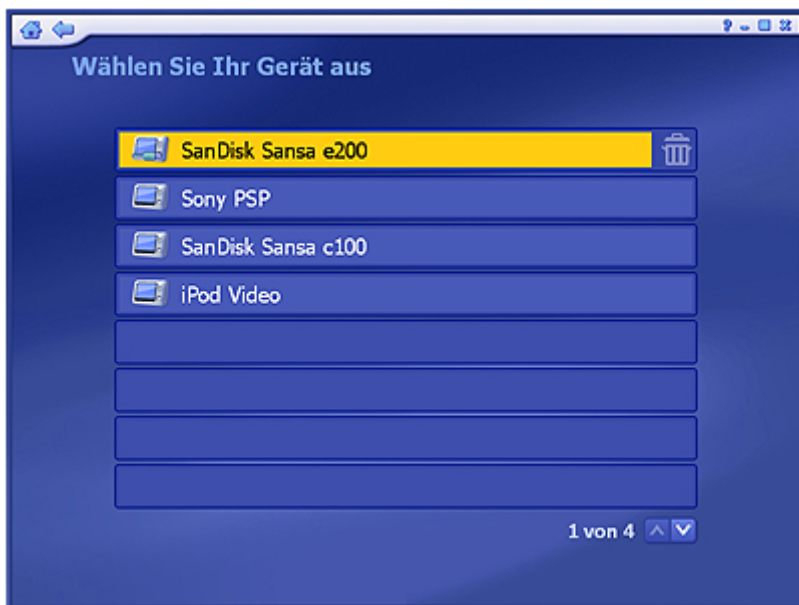 Wählen Sie Ihr Gerät aus
SanDisk Sansa e200
Sony PSP
SanDisk Sansa c100
iPod Video
1 von 4